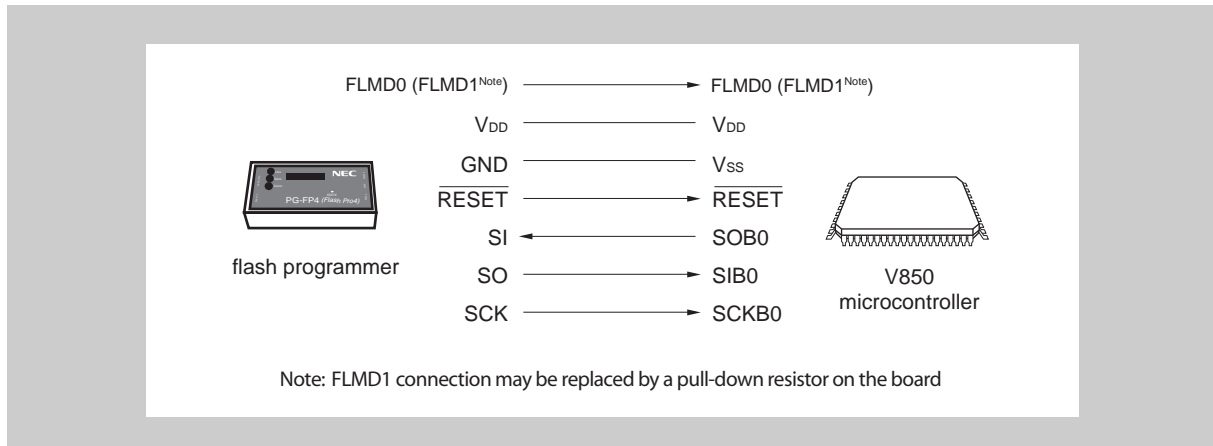 FLMD0 (FLMD1Note) FLMD0 (FLMD1Note)
VDD VDD
GND VSS
RESET RESET
SI SOB0
SO SIB0
SCK SCKB0
NEC
PG-FP4 (Flash Pro4)
flash programmer
V850
microcontroller
Note: FLMD1 connection may be replaced by a pull-down resistor on the board